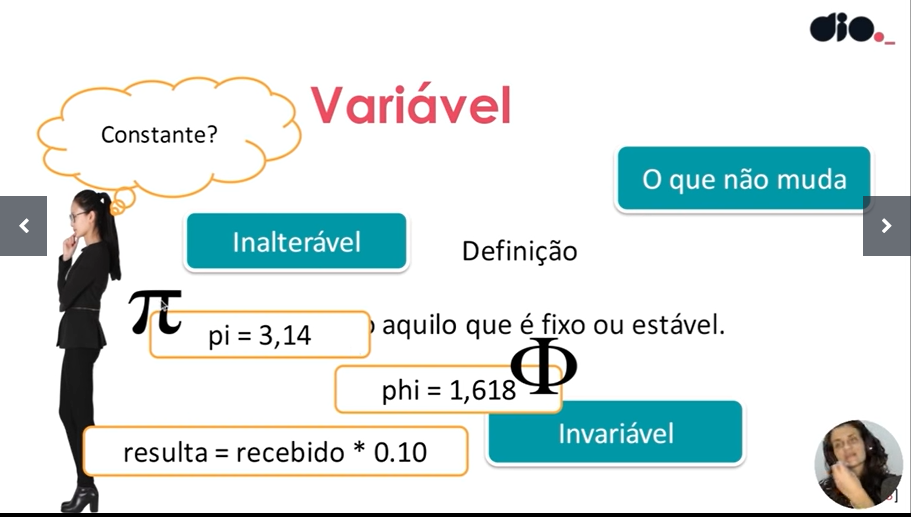 dio._
Variável
Constante?
O que não muda
Inalterável
Definição
π
pi = 3,14
aquilo que é fixo ou estável.
Φ
phi = 1,618
Invariável
resulta = recebido * 0.10
]